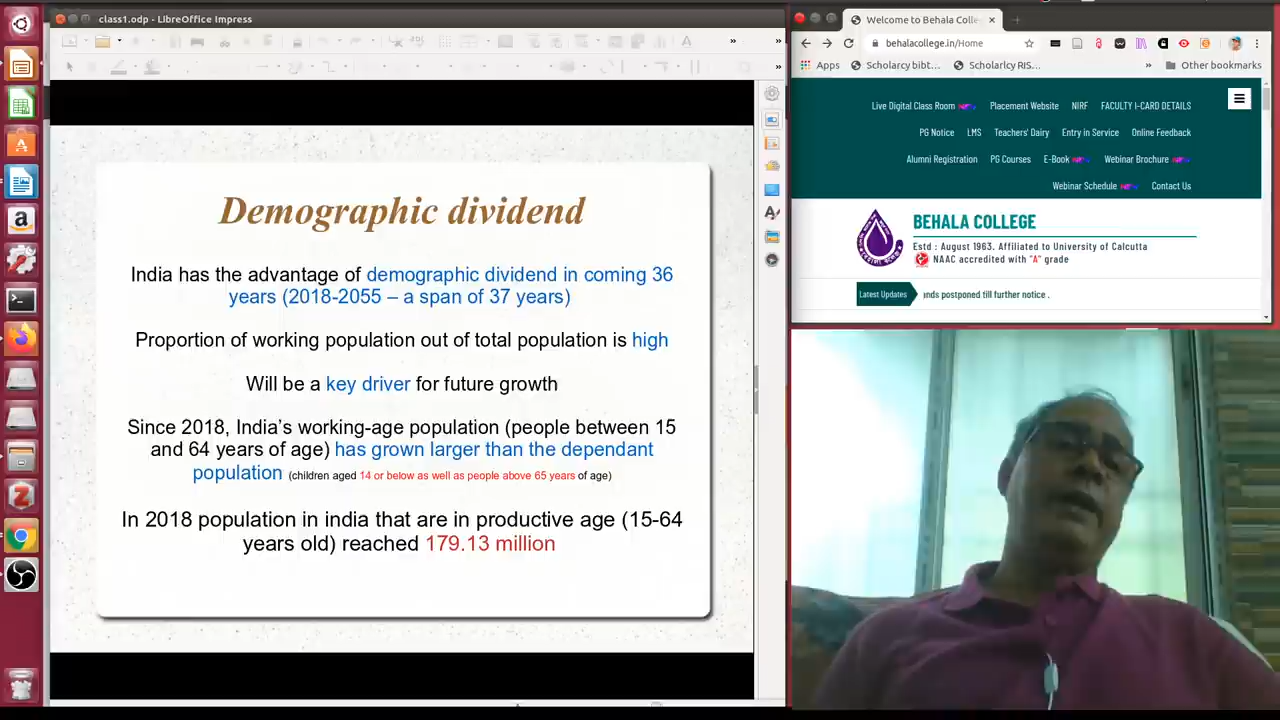 class1.odp - LibreOffice Impress
Demographic dividend
India has the advantage of demographic dividend in coming 36
years (2018-2055 – a span of 37 years)
Proportion of working population out of total population is high
Will be a key driver for future growth
Since 2018, India's working-age population (people between 15
and 64 years of age) has grown larger than the dependant
population (children aged 14 or below as well as people above 65 years of age)
In 2018 population in india that are in productive age (15-64
years old) reached 179.13 million
Welcome to Behala Colle
behalacollege.in/Home
Apps Scholarcy bibt... Scholarlcy RIS... » Other bookmarks
Live Digital Class Room Placement Website NIRF FACULTY I-CARD DETAILS
PG Notice LMS Teachers' Dairy Entry in Service Online Feedback
Alumni Registration PG Courses E-Book Webinar Brochure
Webinar Schedule Contact Us
BEHALA COLLEGE
Estd : August 1963. Affiliated to University of Calcutta
NAAC accredited with "A" grade
Latest Updates nds postponed till further notice .